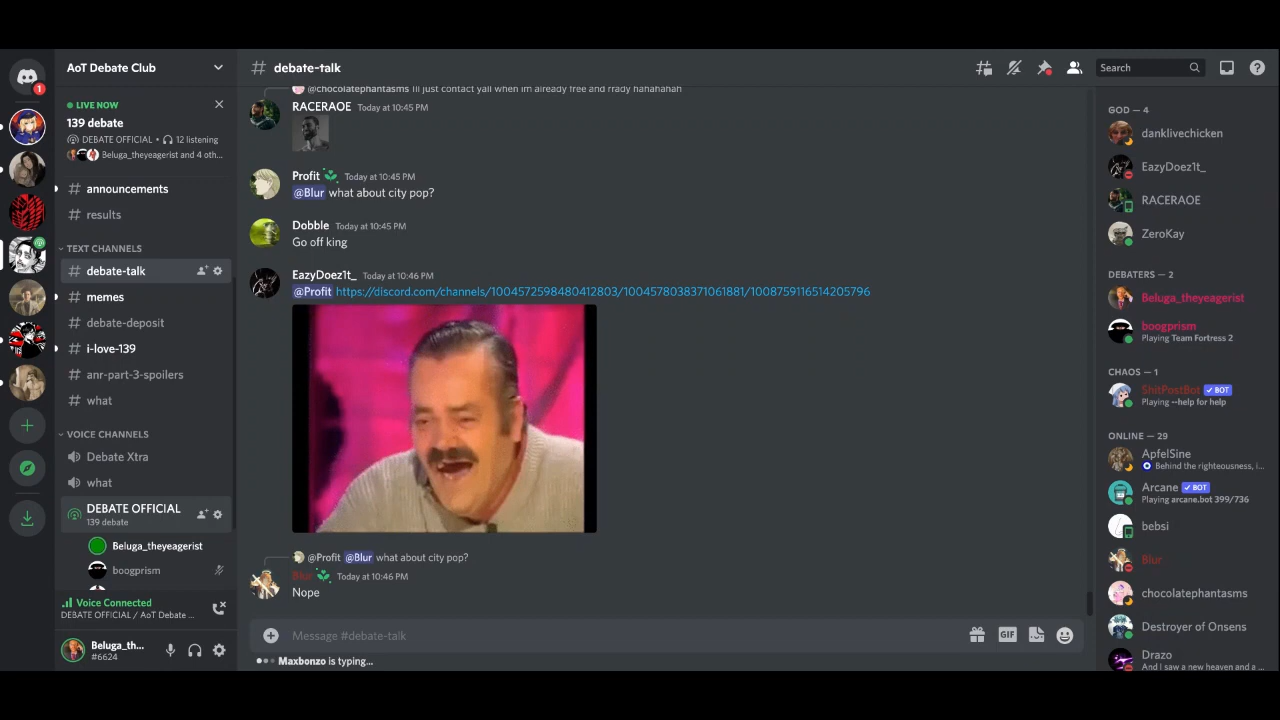 1
AoT Debate Club
LIVE NOW
139 debate
DEBATE OFFICIAL • 12 listening
Beluga_theyeagerist and 4 oth...
announcements
# results
TEXT CHANNELS
# debate-talk
# memes
# debate-deposit
# i-love-139
# anr-part-3-spoilers
# what
VOICE CHANNELS
Debate Xtra
what
DEBATE OFFICIAL
139 debate
Beluga_theyeagerist
boogprism
Voice Connected
DEBATE OFFICIAL / AoT Debate ...
Beluga_th...
#6624
# debate-talk
@chocolatephantasms Ill just contact yall when im already free and rrady hahahahah
RACERAOE Today at 10:45 PM
Profit Today at 10:45 PM
@Blur what about city pop?
Dobble Today at 10:45 PM
Go off king
EazyDoez1t_ Today at 10:46 PM
@Profit https://discord.com/channels/1004572598480412803/1004578038371061881/1008759116514205796
@Profit @Blur what about city pop?
Blur Today at 10:46 PM
Nope
Message #debate-talk
GIF
Maxbonzo is typing...
Search
GOD — 4
danklivechicken
EazyDoez1t_
RACERAOE
ZeroKay
DEBATERS — 2
Beluga_theyeagerist
boogprism
Playing Team Fortress 2
CHAOS — 1
ShitPostBot BOT
Playing --help for help
ONLINE — 29
ApfelSine
Behind the righteousness, i...
Arcane BOT
Playing arcane.bot 399/736
bebsi
Blur
chocolatephantasms
Destroyer of Onsens
Drazo
And I saw a new heaven and a ...